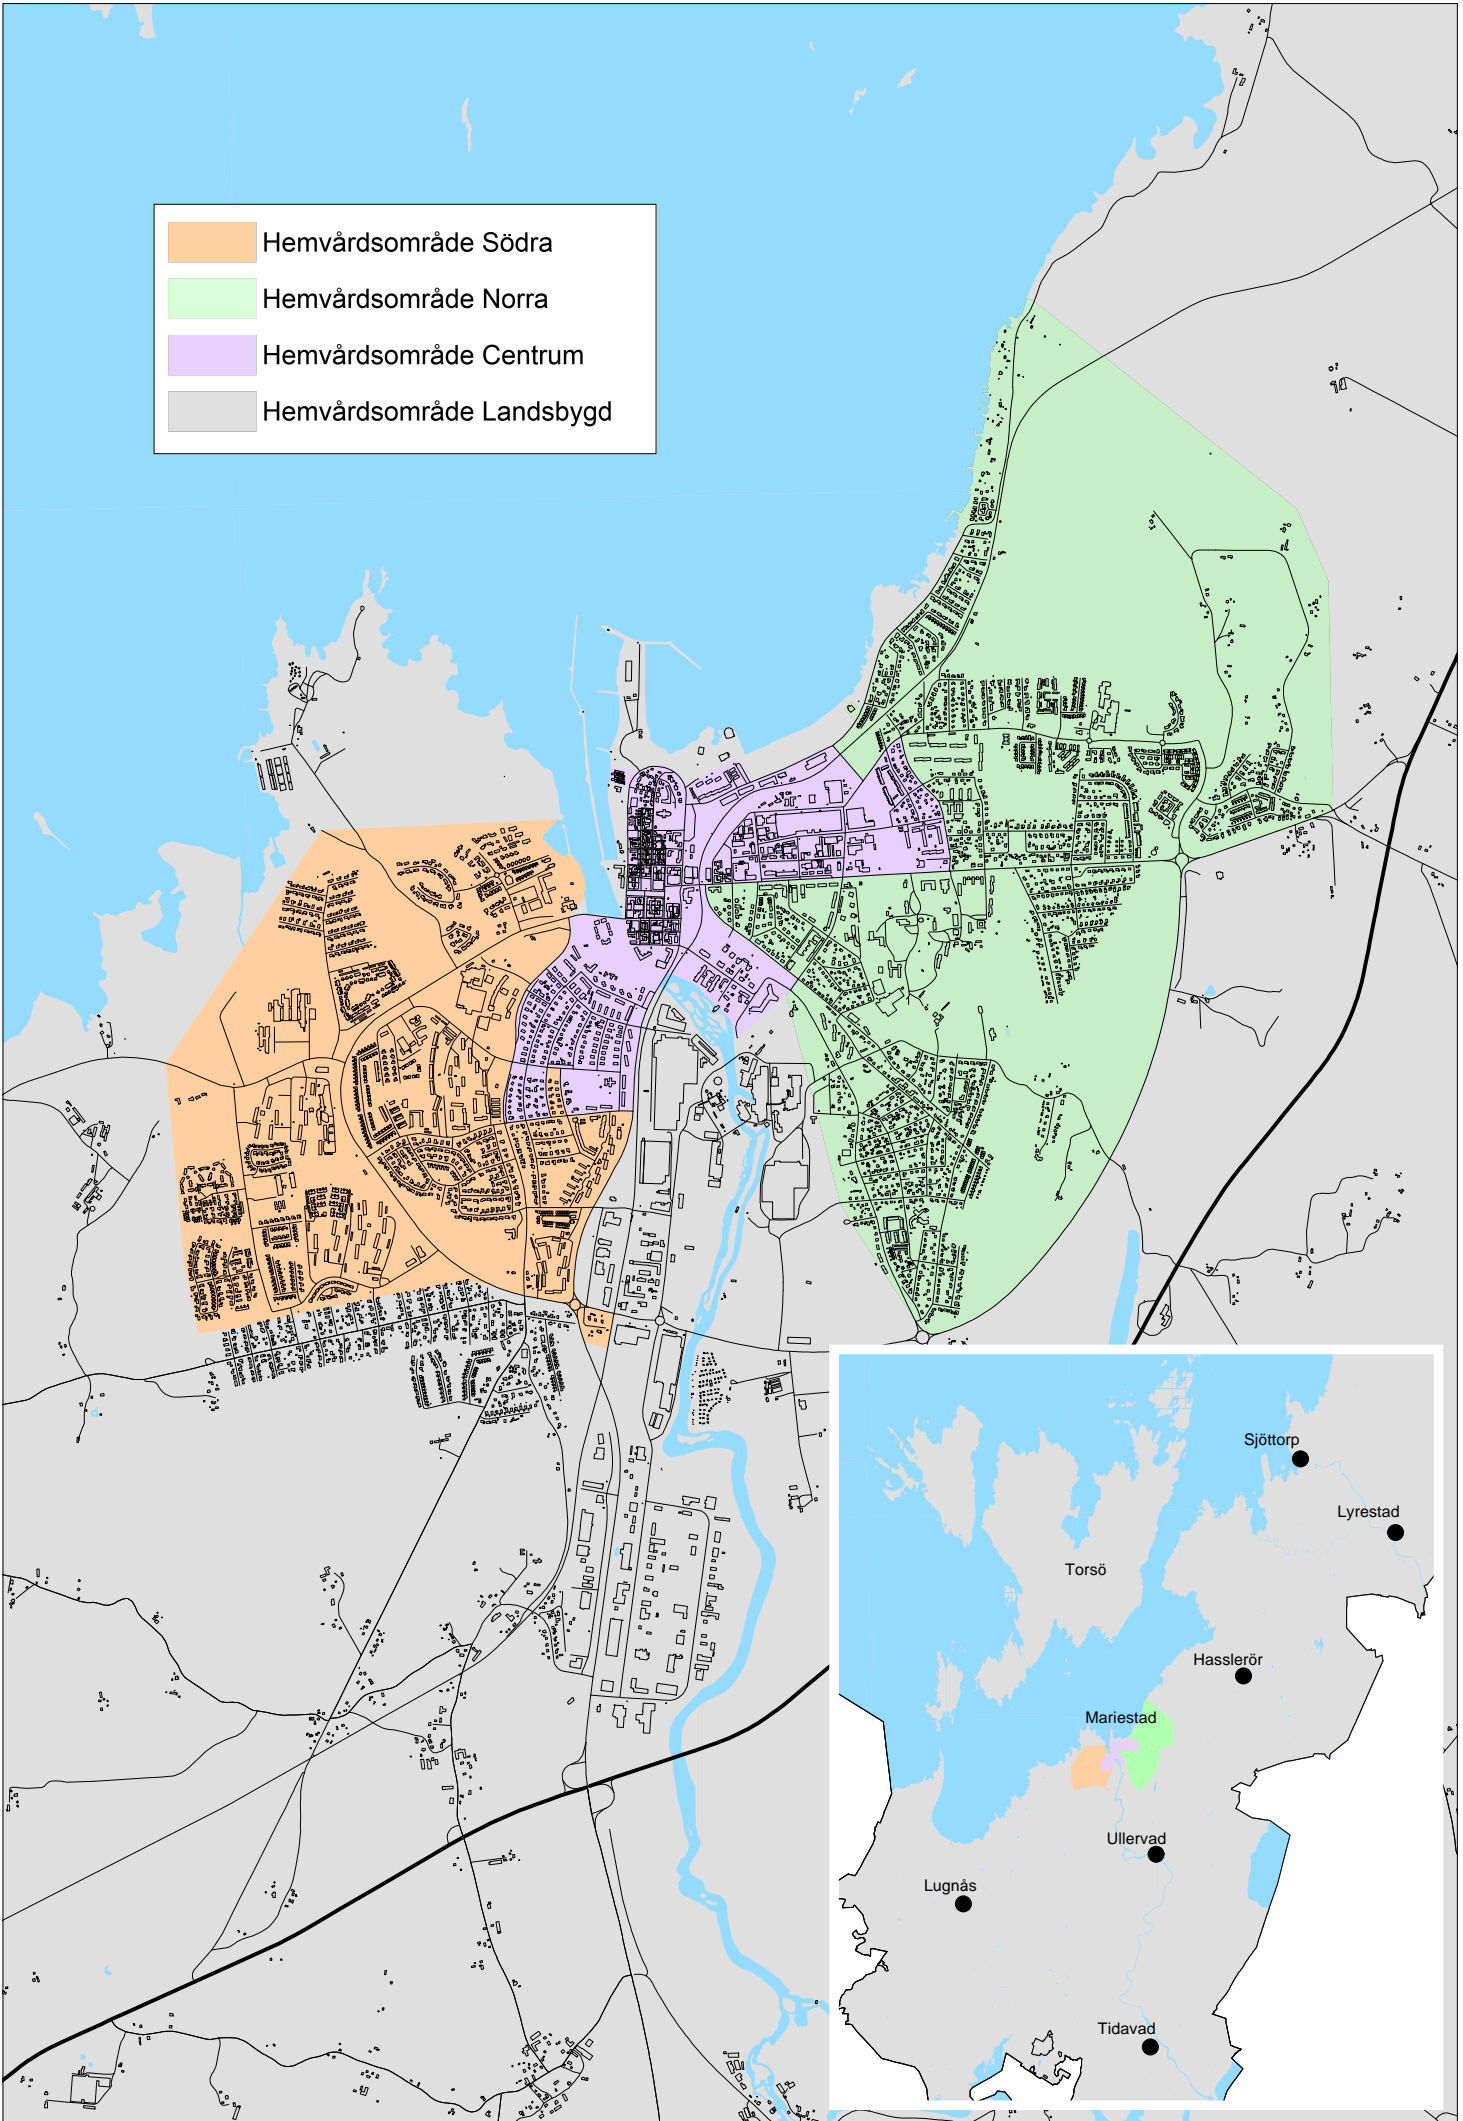 Hemvårdsområde Södra
Hemvårdsområde Norra
Hemvårdsområde Centrum
Hemvårdsområde Landsbygd
Sjöttorp
Lyrestad
Torsö
Hasslerör
Mariestad
Ullervad
Lugnås
Tidavad